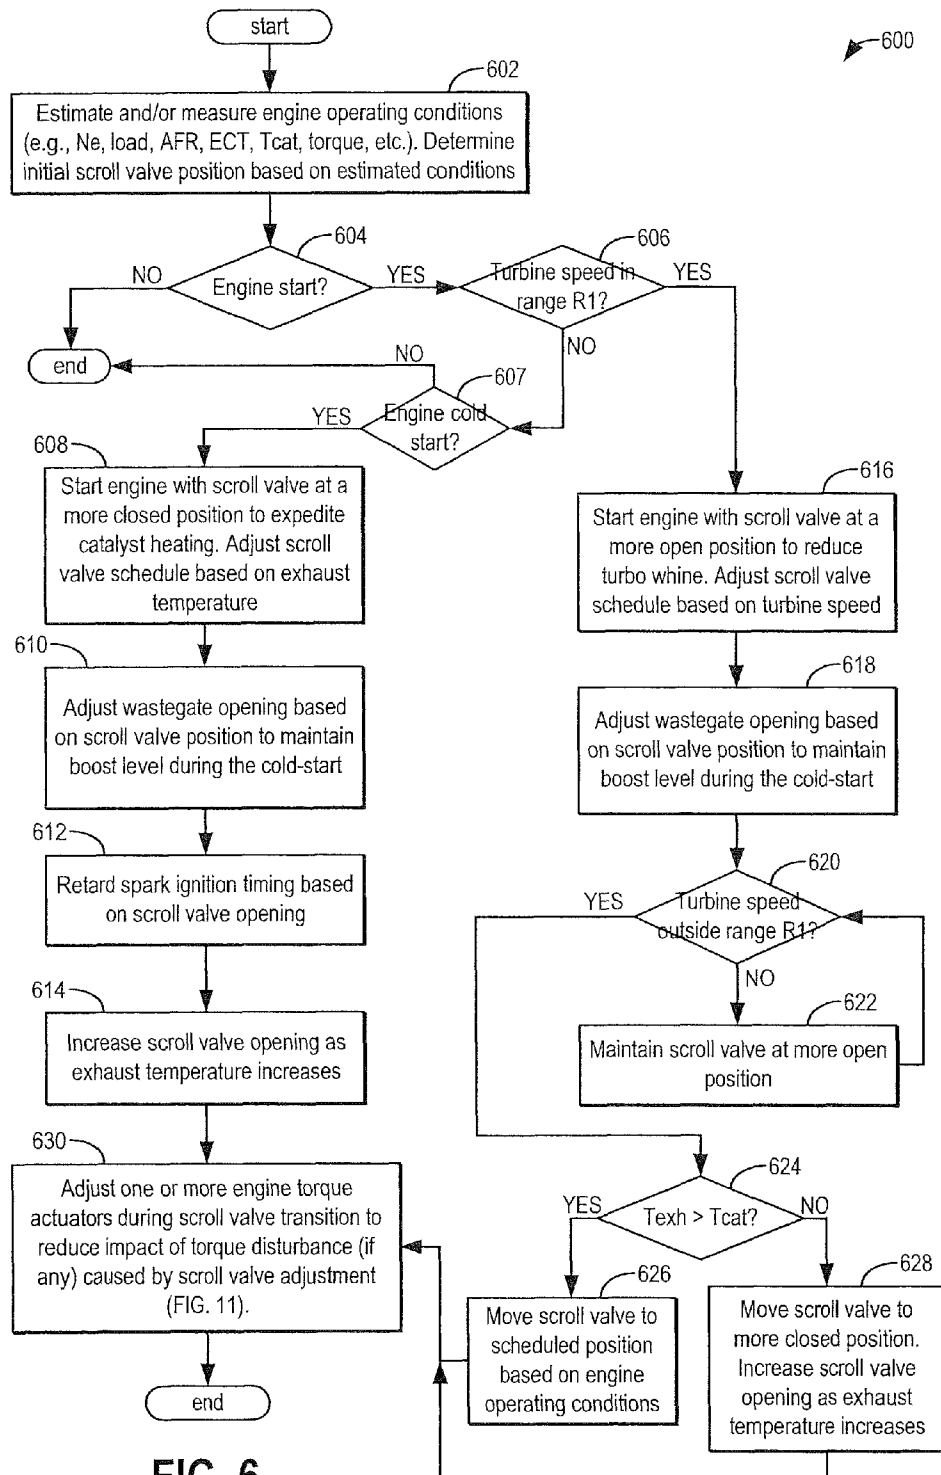 start
600
602
Estimate and/or measure engine operating conditions
(e.g., Ne, load, AFR, ECT, Tcat, torque, etc.). Determine
initial scroll valve position based on estimated conditions
604
606
NO
Engine start?
YES
Turbine speed in
range R1?
YES
end
NO
NO
607
YES
Engine cold
start?
608
Start engine with scroll valve at a
more closed position to expedite
catalyst heating. Adjust scroll
valve schedule based on exhaust
temperature
616
Start engine with scroll valve at a
more open position to reduce
turbo whine. Adjust scroll valve
schedule based on turbine speed
610
Adjust wastegate opening based
on scroll valve position to maintain
boost level during the cold-start
618
Adjust wastegate opening based
on scroll valve position to maintain
boost level during the cold-start
612
Retard spark ignition timing based
on scroll valve opening
620
YES
Turbine speed
outside range R1?
NO
614
Increase scroll valve opening as
exhaust temperature increases
622
Maintain scroll valve at more open
position
630
Adjust one or more engine torque
actuators during scroll valve transition to
reduce impact of torque disturbance (if
any) caused by scroll valve adjustment
(FIG. 11).
624
YES
Texh > Tcat?
NO
626
Move scroll valve to
scheduled position
based on engine
operating conditions
628
Move scroll valve to
more closed position.
Increase scroll valve
opening as exhaust
temperature increases
end
FIG. 6